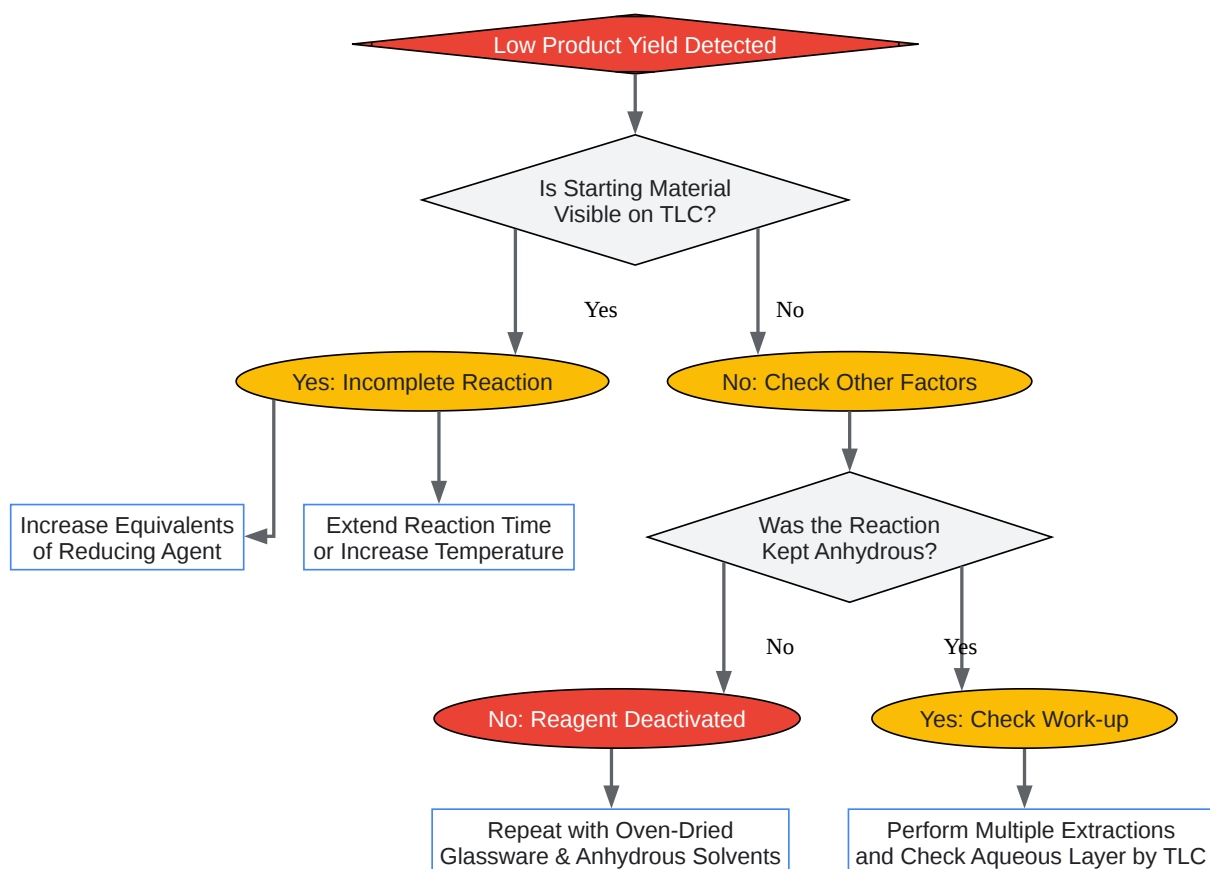 Low Product Yield Detected
Is Starting Material
Visible on TLC?
Yes
No
Yes: Incomplete Reaction
No: Check Other Factors
Increase Equivalents
of Reducing Agent
Extend Reaction Time
or Increase Temperature
Was the Reaction
Kept Anhydrous?
No
Yes
No: Reagent Deactivated
Yes: Check Work-up
Repeat with Oven-Dried
Glassware & Anhydrous Solvents
Perform Multiple Extractions
and Check Aqueous Layer by TLC